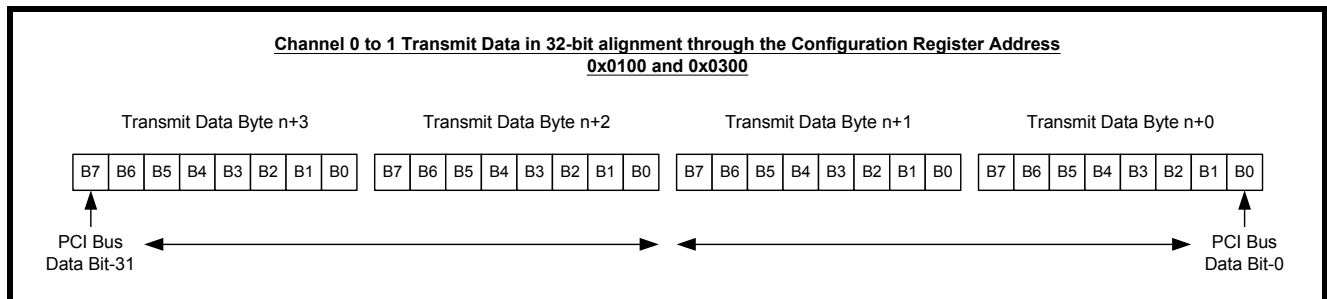 Channel 0 to 1 Transmit Data in 32-bit alignment through the Configuration Register Address
0x0100 and 0x0300
Transmit Data Byte n+3 Transmit Data Byte n+2 Transmit Data Byte n+1 Transmit Data Byte n+0
B7 B6 B5 B4 B3 B2 B1 B0 B7 B6 B5 B4 B3 B2 B1 B0 B7 B6 B5 B4 B3 B2 B1 B0 B7 B6 B5 B4 B3 B2 B1 B0
PCI Bus PCI Bus
Data Bit-31 Data Bit-0